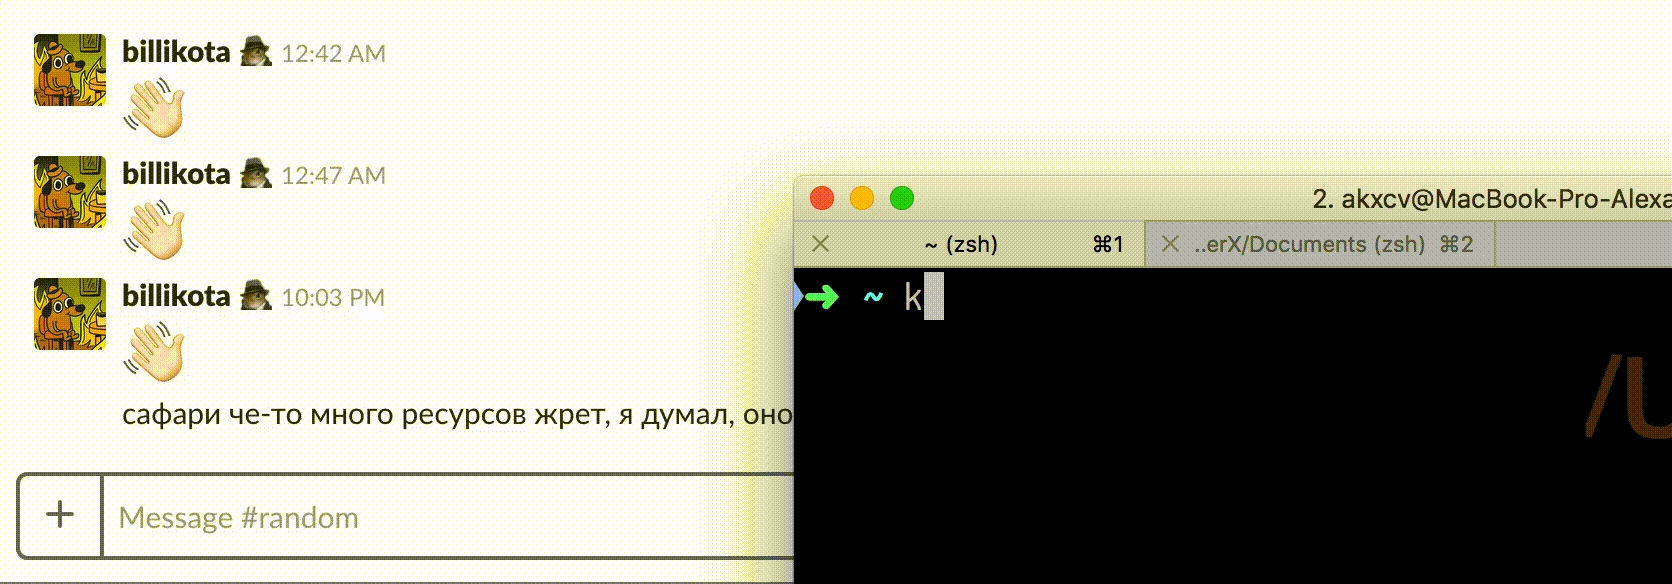 billikota 12:42 AM
billikota 12:47 AM
billikota 10:03 PM
сафари че-то много ресурсов жрет, я думал, оно
+ Message #random
2. akxcv@MacBook-Pro-Alexa
~ (zsh) ⌘1
..erX/Documents (zsh) ⌘2
➜ ~ k
/U